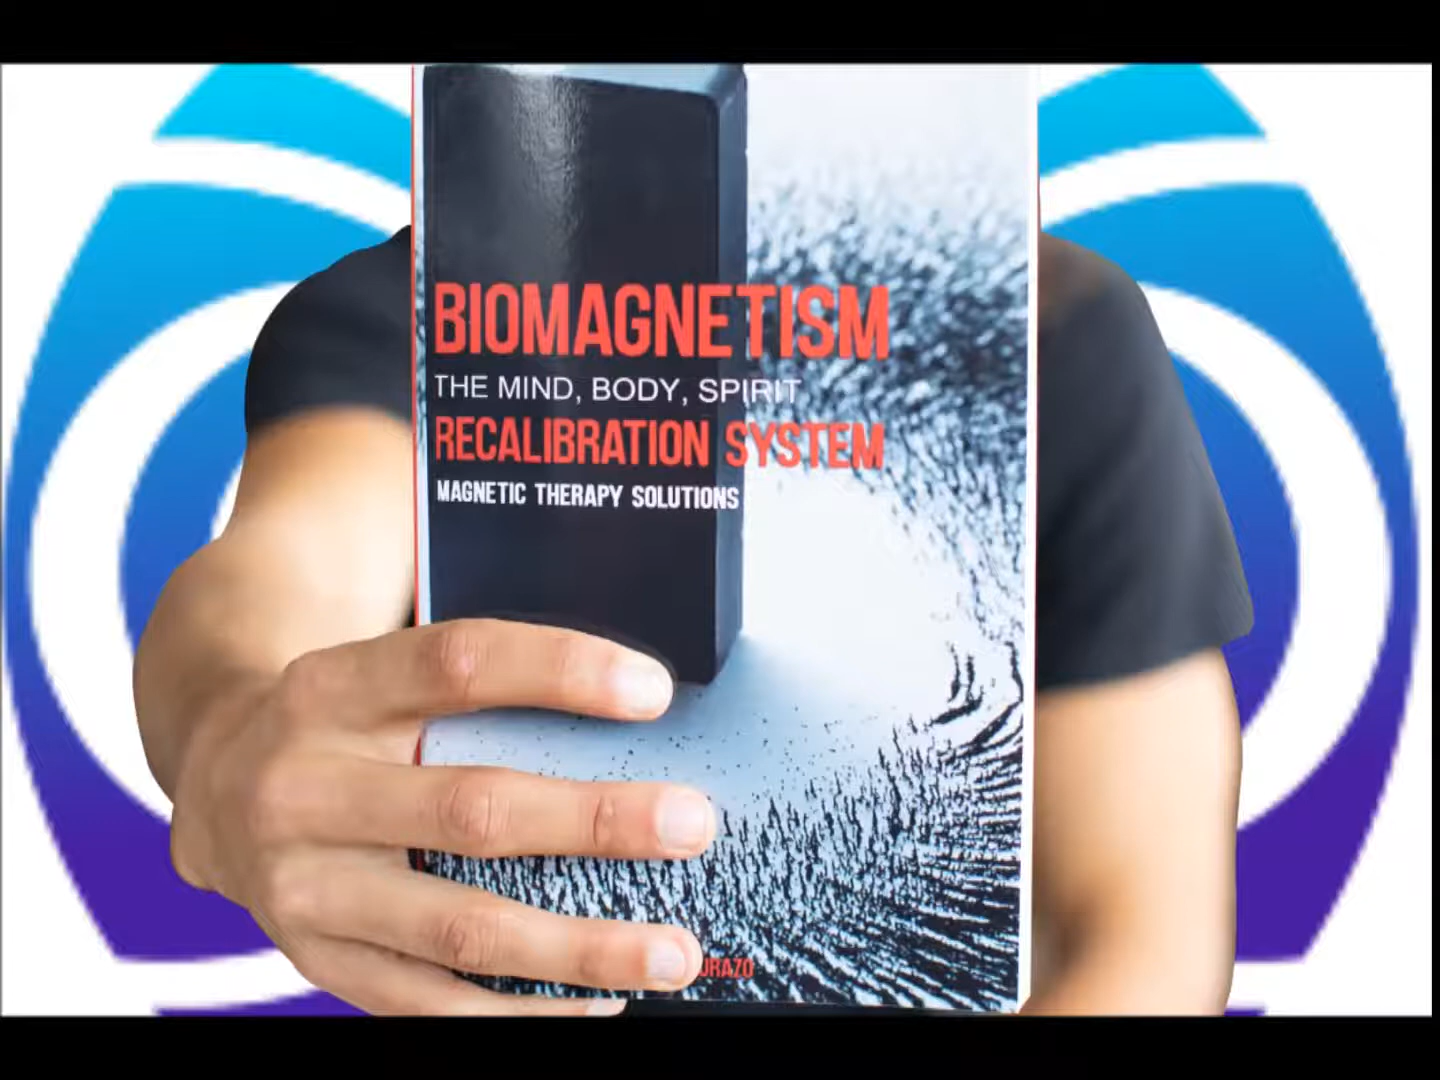 BIOMAGNETISM
THE MIND, BODY, SPIRIT
RECALIBRATION SYSTEM
MAGNETIC THERAPY SOLUTIONS